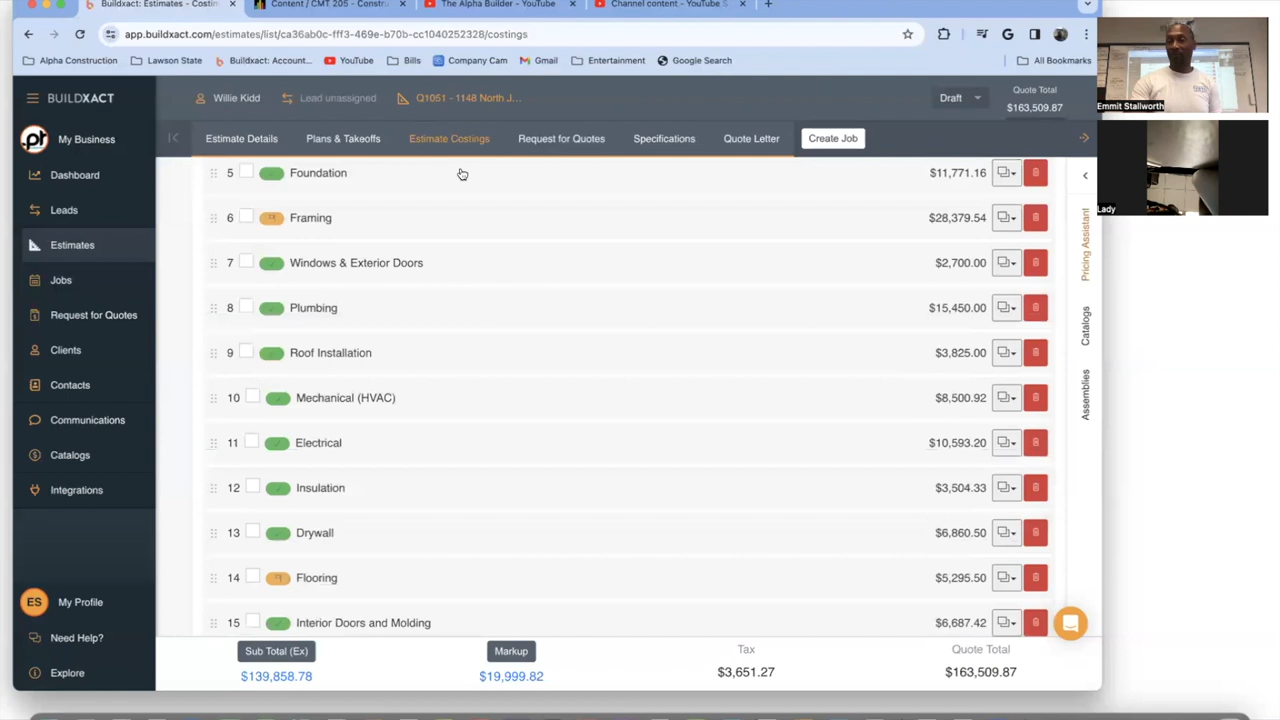 Buildxact: Estimates - Costin
Content / CMT 205 - Constru
The Alpha Builder - YouTube
Channel content - YouTube S
app.buildxact.com/estimates/list/ca36ab0c-fff3-469e-b70b-cc1040252328/costings
Alpha Construction
Lawson State
Buildxact: Account...
YouTube
Bills
Company Cam
Gmail
Entertainment
Google Search
All Bookmarks
BUILDXACT
Willie Kidd
Lead unassigned
Q1051 - 1148 North J...
Draft
Quote Total
$163,509.87
My Business
Estimate Details
Plans & Takeoffs
Estimate Costings
Request for Quotes
Specifications
Quote Letter
Create Job
Dashboard
Leads
Estimates
Jobs
Request for Quotes
Clients
Contacts
Communications
Catalogs
Integrations
ES My Profile
Need Help?
Explore
5 Foundation $11,771.16
6 Framing $28,379.54
7 Windows & Exterior Doors $2,700.00
8 Plumbing $15,450.00
9 Roof Installation $3,825.00
10 Mechanical (HVAC) $8,500.92
11 Electrical $10,593.20
12 Insulation $3,504.33
13 Drywall $6,860.50
14 Flooring $5,295.50
15 Interior Doors and Molding $6,687.42
Pricing Assistant
Catalogs
Assemblies
Sub Total (Ex)
$139,858.78
Markup
$19,999.82
Tax
$3,651.27
Quote Total
$163,509.87
Emmit Stallworth
Lady